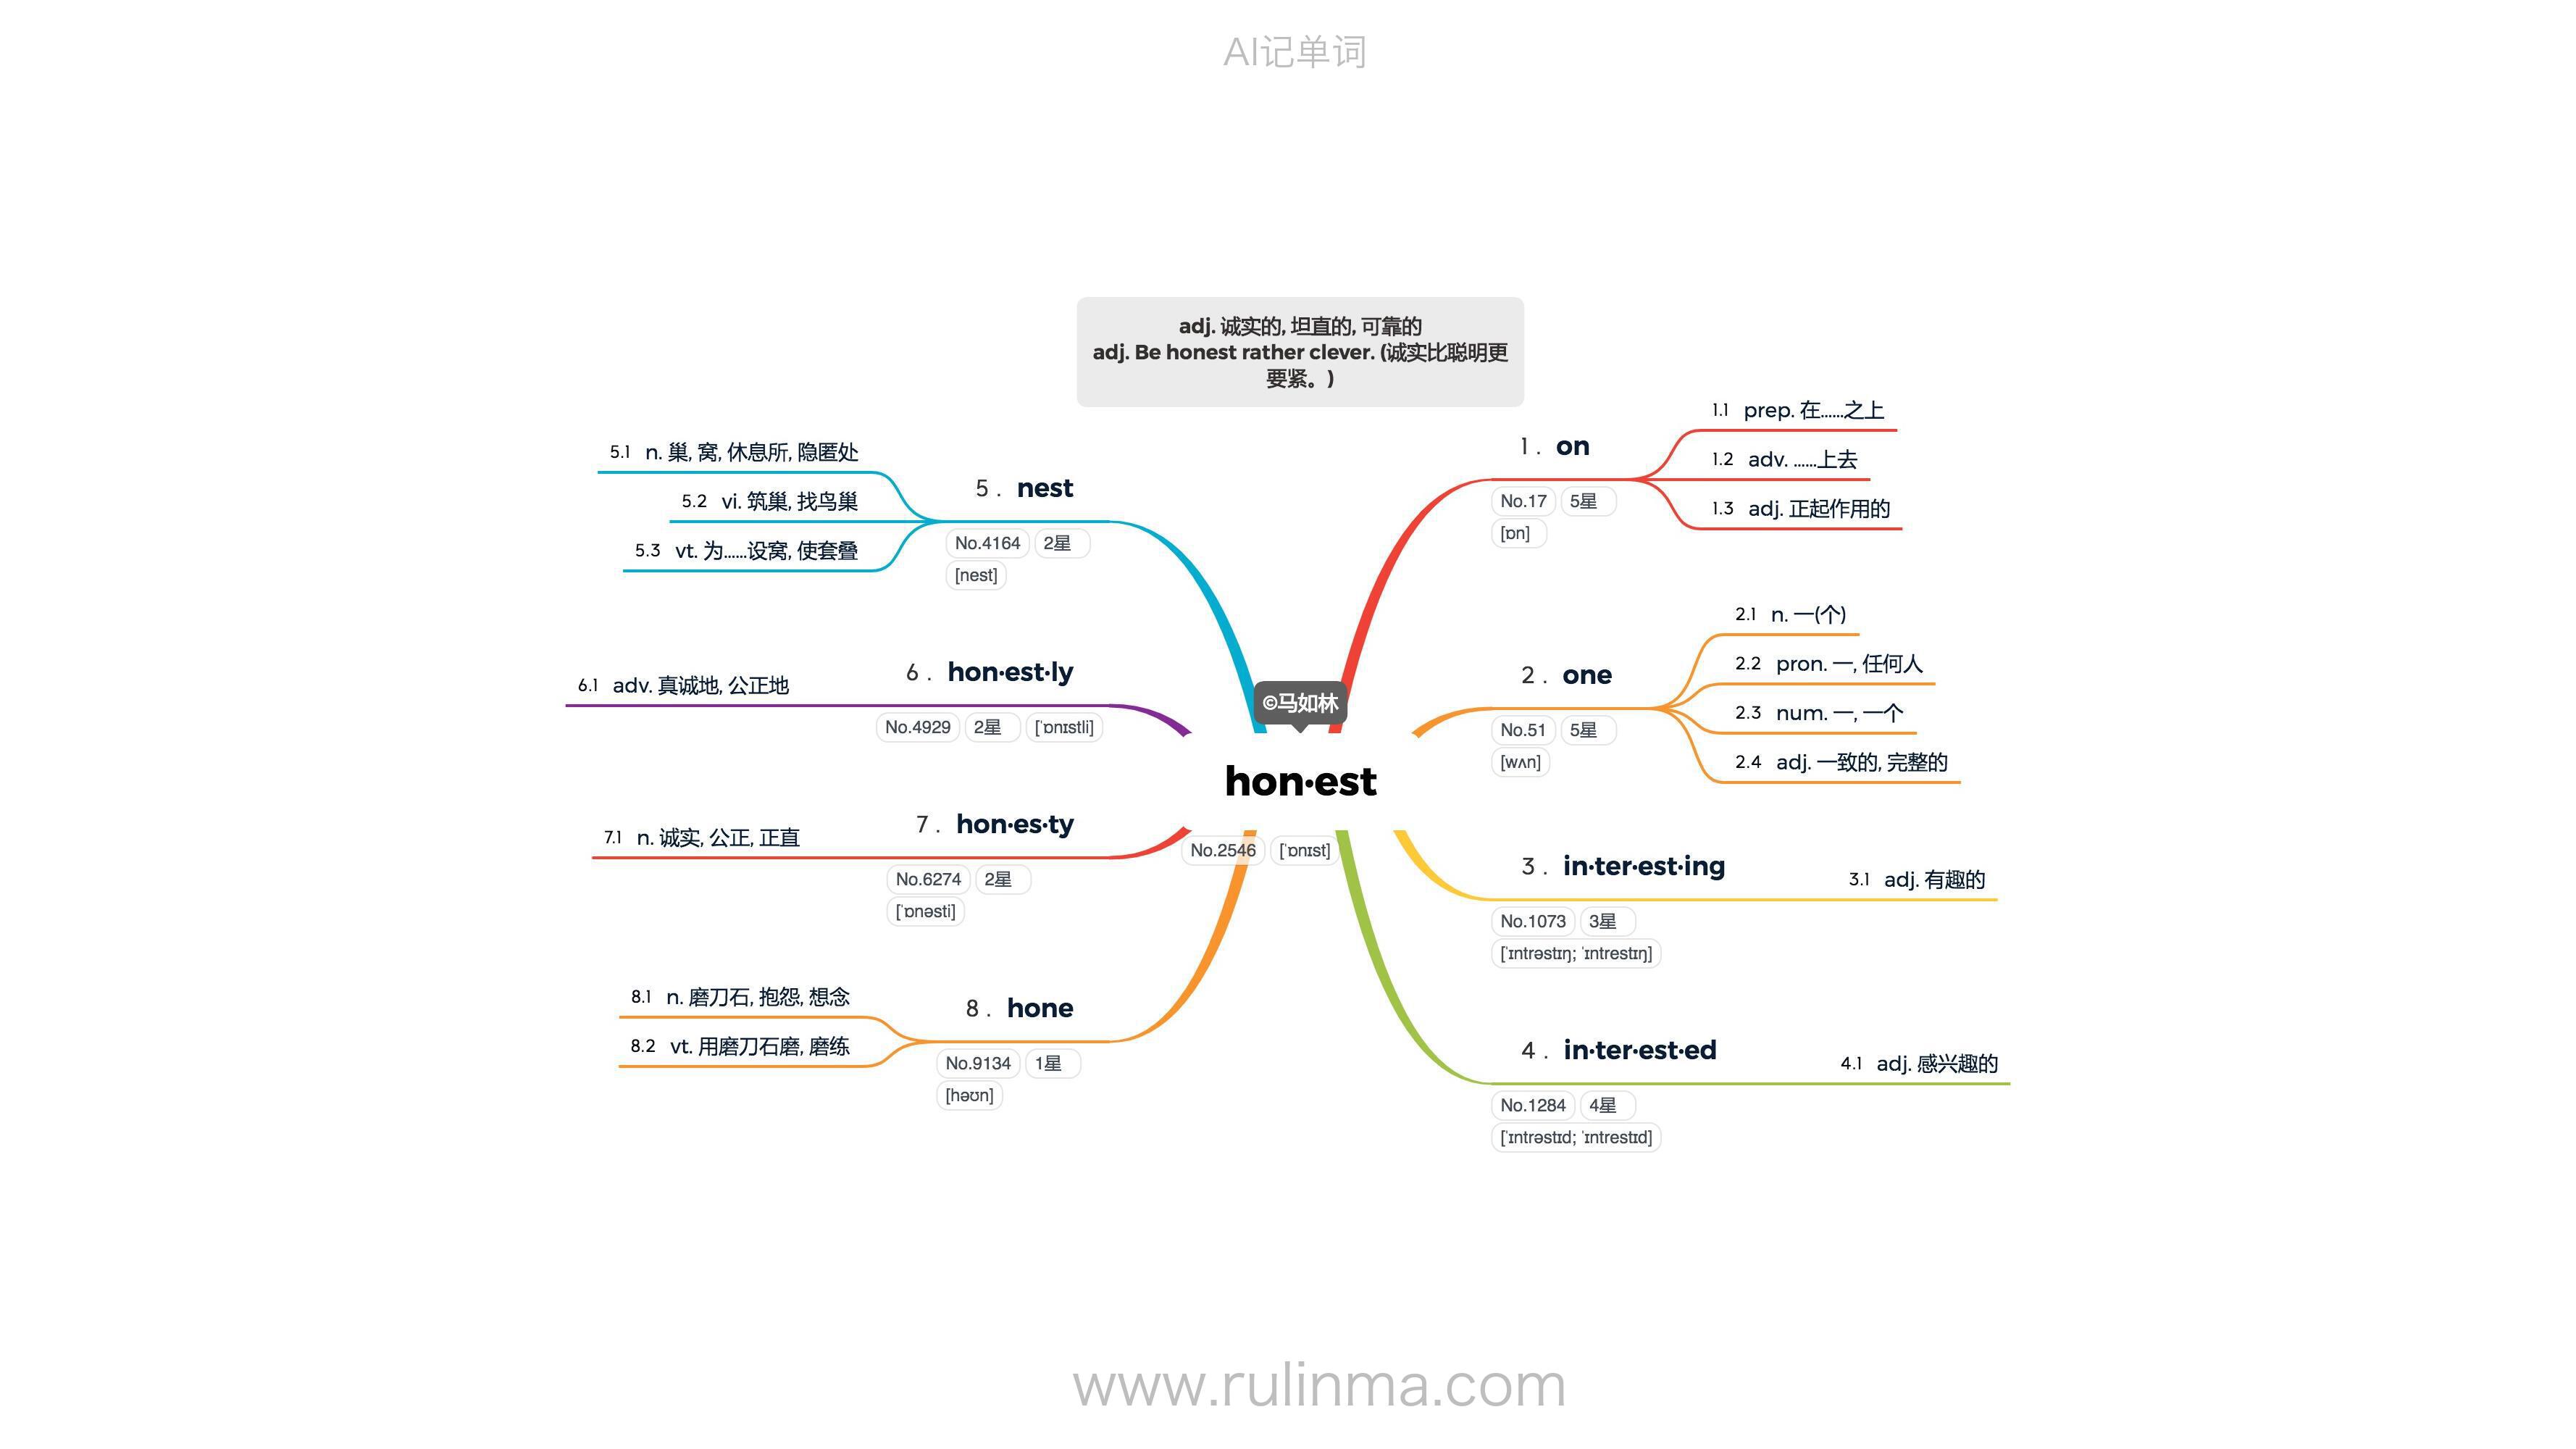 AI记单词
adj. 诚实的, 坦直的, 可靠的
adj. Be honest rather clever. (诚实比聪明更
要紧。)
©马如林
hon·est
No.2546 [ˈɒnɪst]
1 . on
No.17 5星
[ɒn]
1.1 prep. 在......之上
1.2 adv. ......上去
1.3 adj. 正起作用的
2 . one
No.51 5星
[wʌn]
2.1 n. 一(个)
2.2 pron. 一, 任何人
2.3 num. 一, 一个
2.4 adj. 一致的, 完整的
3 . in·ter·est·ing
No.1073 3星
[ˈɪntrəstɪŋ; ˈɪntrestɪŋ]
3.1 adj. 有趣的
4 . in·ter·est·ed
No.1284 4星
[ˈɪntrəstɪd; ˈɪntrestɪd]
4.1 adj. 感兴趣的
5 . nest
No.4164 2星
[nest]
5.1 n. 巢, 窝, 休息所, 隐匿处
5.2 vi. 筑巢, 找鸟巢
5.3 vt. 为......设窝, 使套叠
6 . hon·est·ly
No.4929 2星 [ˈɒnɪstli]
6.1 adv. 真诚地, 公正地
7 . hon·es·ty
No.6274 2星
[ˈɒnəsti]
7.1 n. 诚实, 公正, 正直
8 . hone
No.9134 1星
[həʊn]
8.1 n. 磨刀石, 抱怨, 想念
8.2 vt. 用磨刀石磨, 磨练
www.rulinma.com